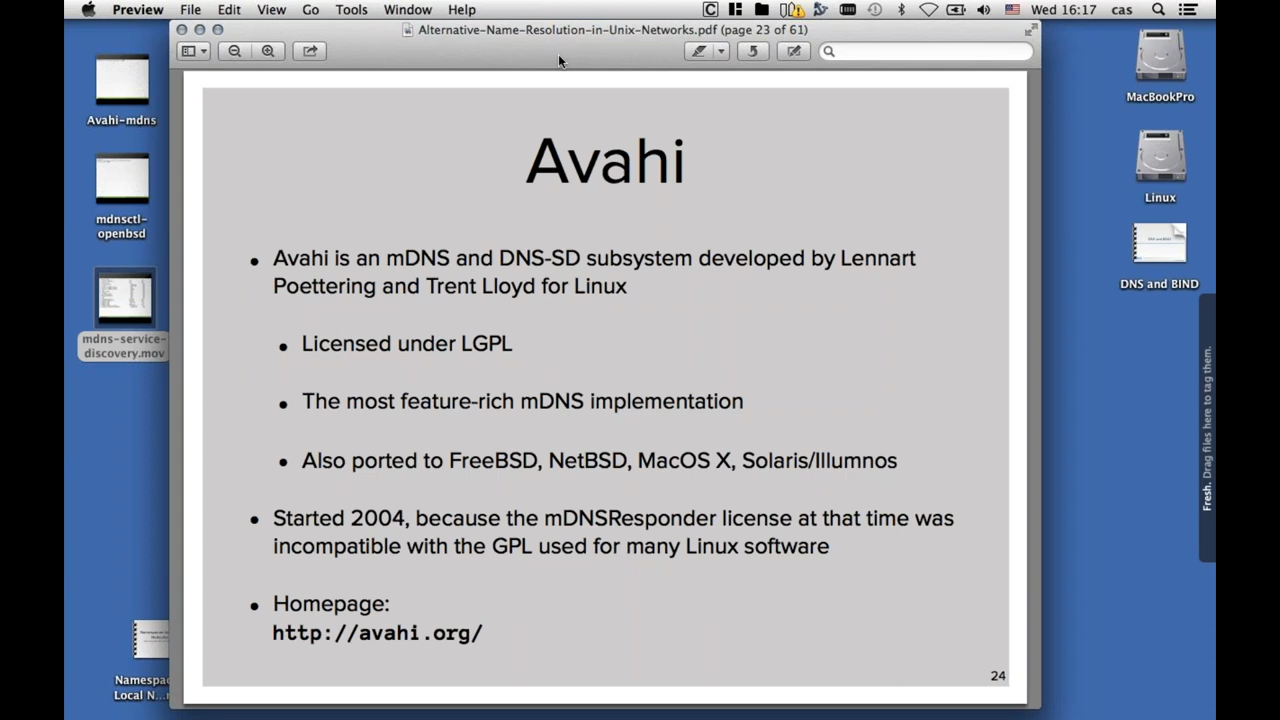 Preview File Edit View Go Tools Window Help Wed 16:17 cas
Alternative-Name-Resolution-in-Unix-Networks.pdf (page 23 of 61)
Avahi-mdns
mdnsctl-
openbsd
mdns-service-
discovery.mov
Namespac
Local N...r
Avahi
• Avahi is an mDNS and DNS-SD subsystem developed by Lennart
Poettering and Trent Lloyd for Linux
• Licensed under LGPL
• The most feature-rich mDNS implementation
• Also ported to FreeBSD, NetBSD, MacOS X, Solaris/Illumnos
• Started 2004, because the mDNSResponder license at that time was
incompatible with the GPL used for many Linux software
• Homepage:
http://avahi.org/
24
MacBookPro
Linux
DNS and BIND
DNS and BIND
Fresh. Drag files here to tag them.